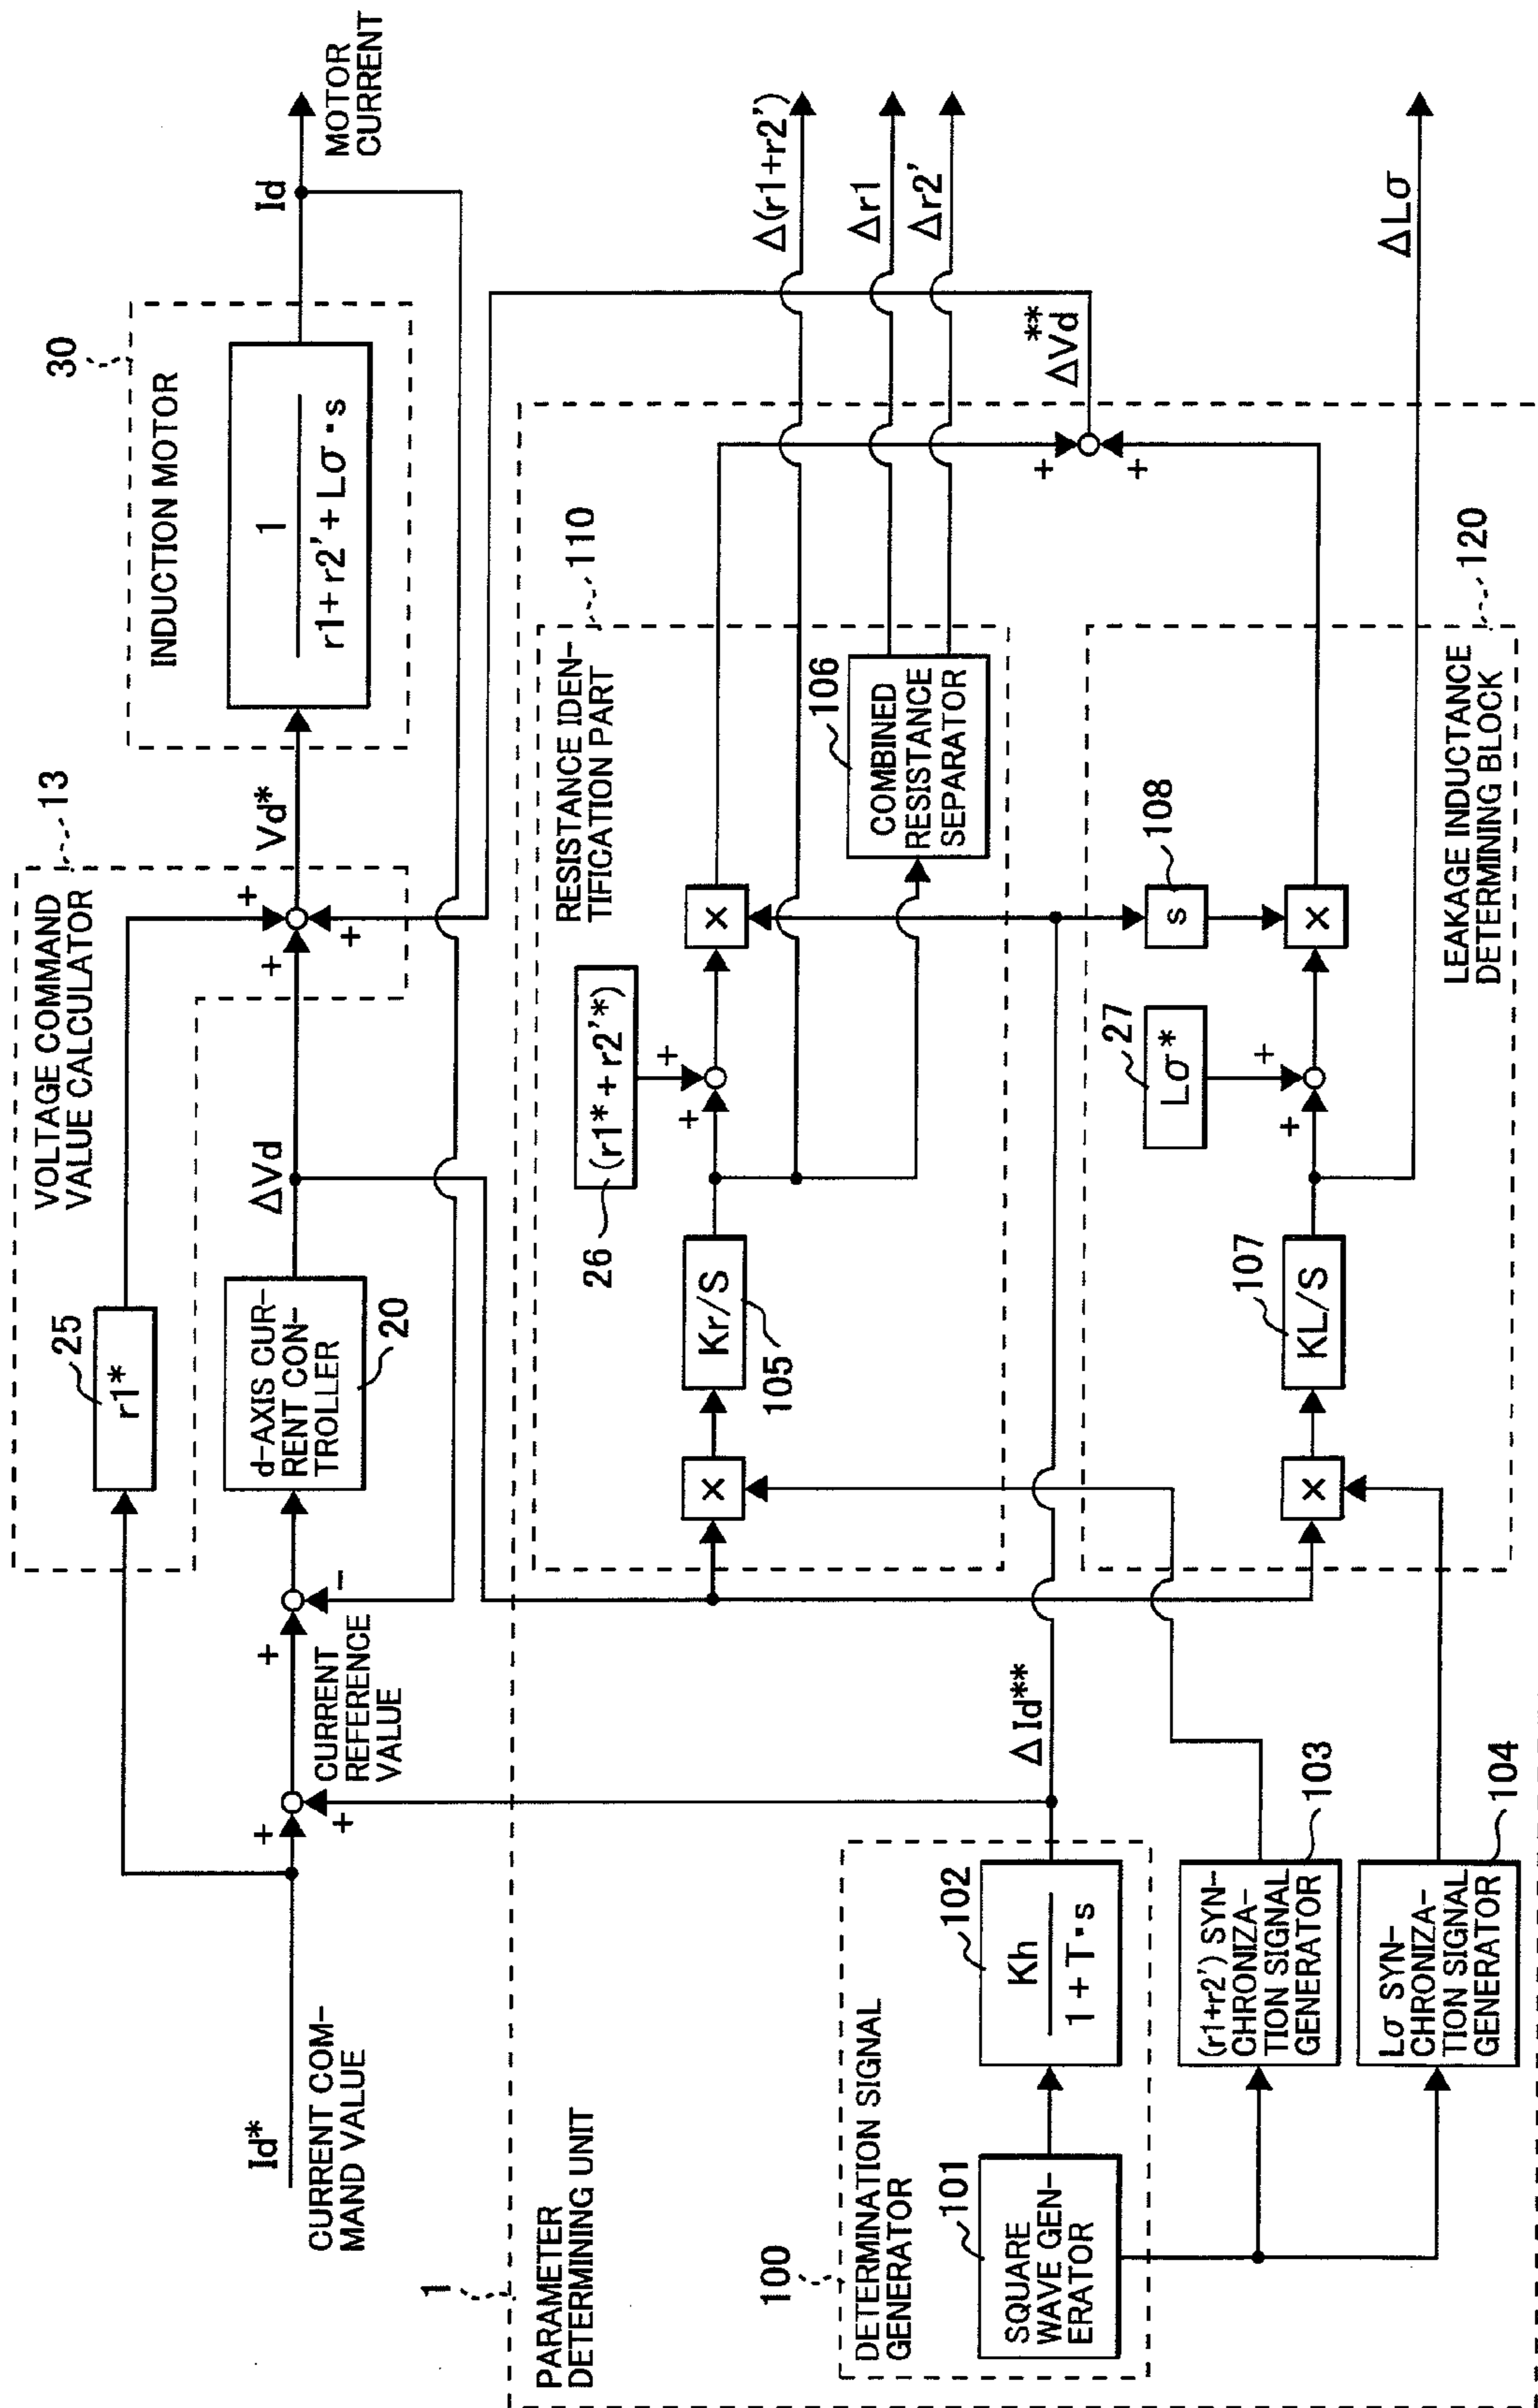 VOLTAGE COMMAND
VALUE CALCULATOR
13
25
r1*
Id*
CURRENT COM-
MAND VALUE
+
+
CURRENT
REFERENCE
VALUE
+
-
d-AXIS CUR-
RENT CON-
TROLLER
20
ΔVd
+
+
+
Vd*
30
INDUCTION MOTOR
1
r1+r2'+Lσ·s
Id
MOTOR
CURRENT
1
PARAMETER
DETERMINING UNIT
100
DETERMINATION SIGNAL
GENERATOR
101
SQUARE
WAVE GEN-
ERATOR
102
Kh
1+T·s
ΔId**
103
(r1+r2') SYN-
CHRONIZA-
TION SIGNAL
GENERATOR
104
Lσ SYN-
CHRONIZA-
TION SIGNAL
GENERATOR
RESISTANCE IDEN-
TIFICATION PART
110
×
Kr/S
105
26
(r1*+r2'*)
+
+
×
106
COMBINED
RESISTANCE
SEPARATOR
Δ(r1+r2')
Δr1
Δr2'
**
ΔVd
+
+
×
KL/S
107
27
Lσ*
+
+
108
s
×
LEAKAGE INDUCTANCE
DETERMINING BLOCK
120
ΔLσ